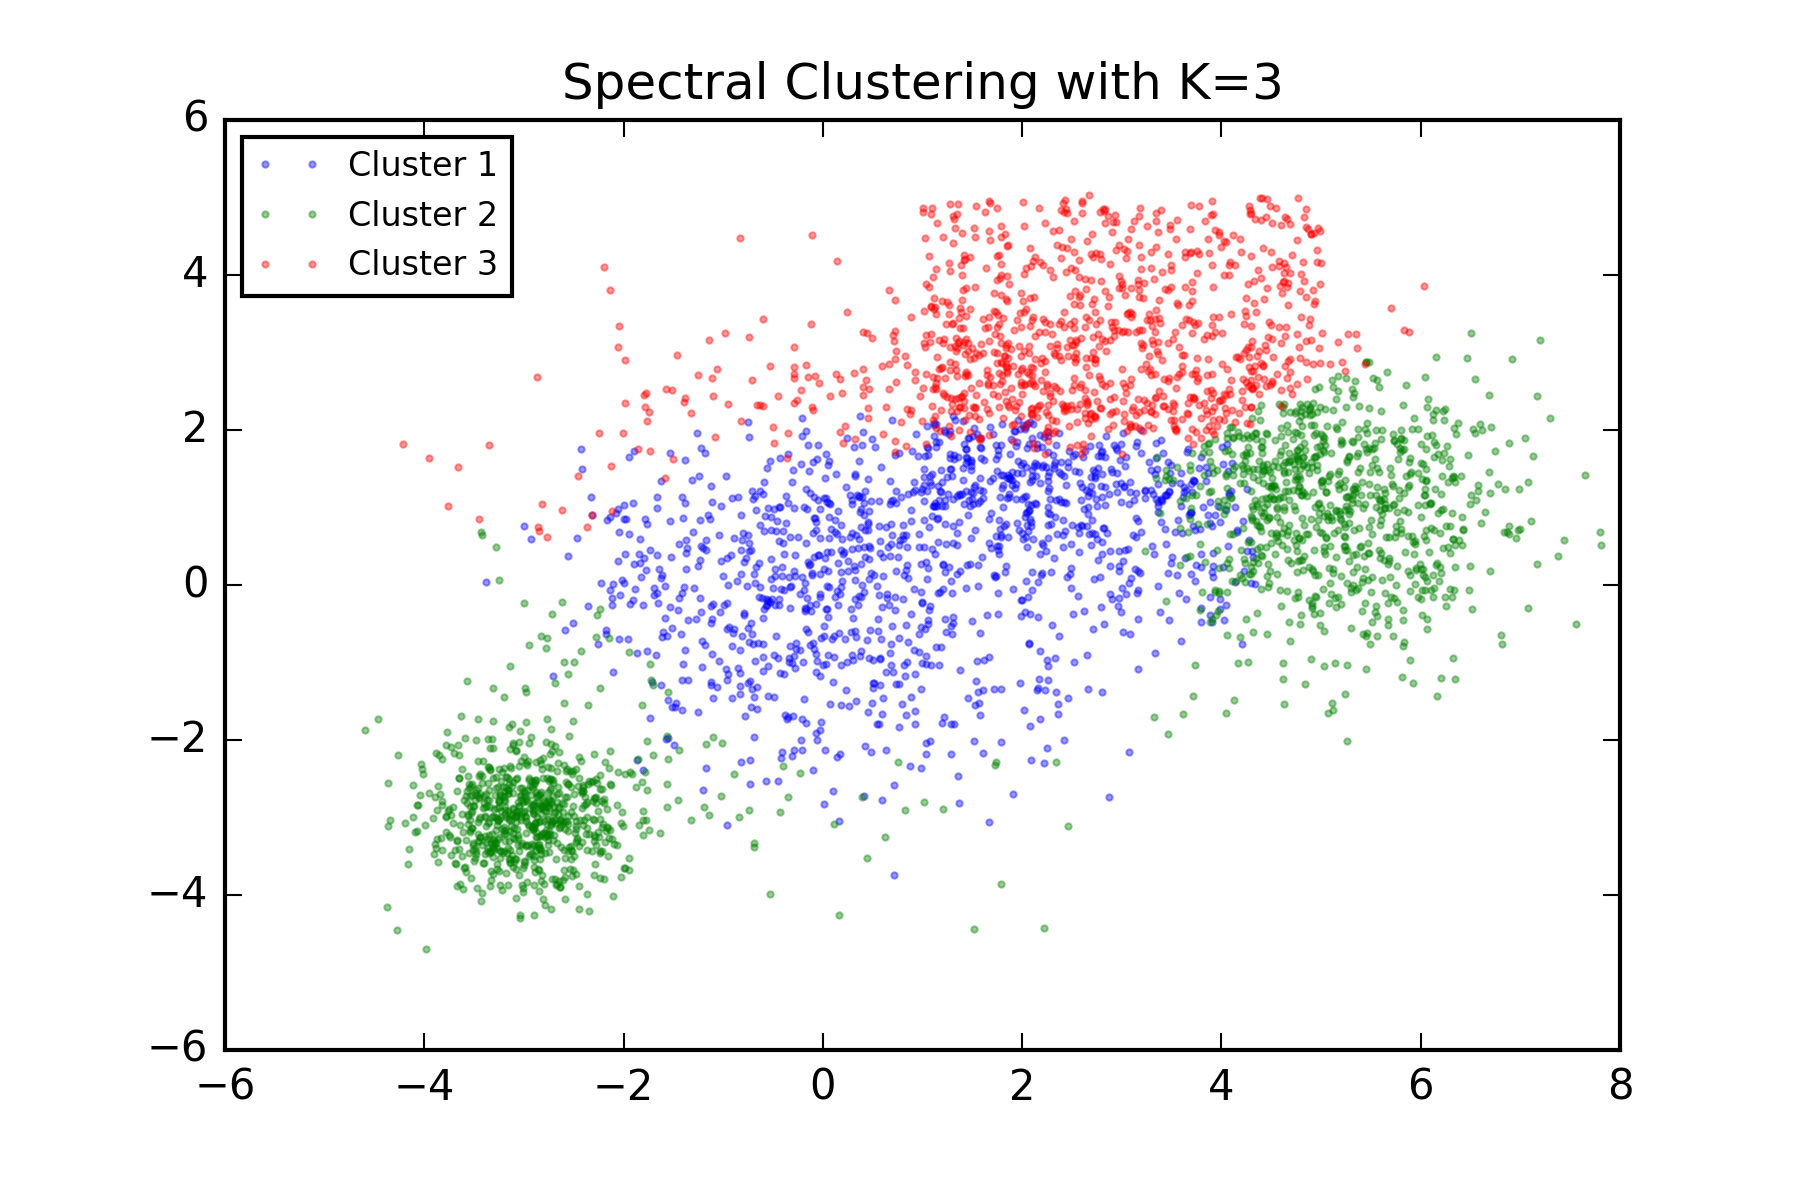 Spectral Clustering with K=3
6
Cluster 1
Cluster 2
Cluster 3
4
2
0
−2
−4
−6
−6 −4 −2 0 2 4 6 8